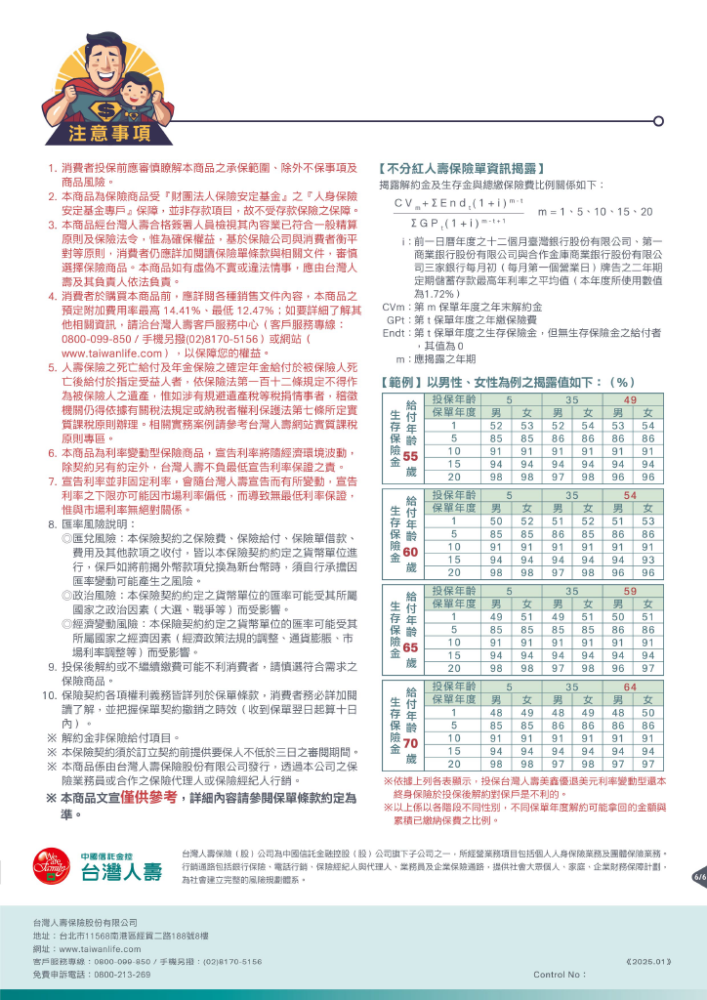 注意事項
1. 消費者投保前應審慎瞭解本商品之承保範圍、除外不保事項及
商品風險。
2. 本商品為保險商品受『財團法人保險安定基金』之『人身保險
安定基金專戶』保障，並非存款項目，故不受存款保險之保障。
3. 本商品經台灣人壽合格簽署人員檢視其內容業已符合一般精算
原則及保險法令，惟為確保權益，基於保險公司與消費者衡平
對等原則，消費者仍應詳加閱讀保險單條款與相關文件，審慎
選擇保險商品。本商品如有虛偽不實或違法情事，應由台灣人
壽及其負責人依法負責。
4. 消費者於購買本商品前，應詳閱各種銷售文件內容，本商品之
預定附加費用率最高 14.41%、最低 12.47%；如要詳細了解其
他相關資訊，請洽台灣人壽客戶服務中心（客戶服務專線：
0800-099-850 / 手機另撥(02)8170-5156）或網站（
www.taiwanlife.com），以保障您的權益。
5. 人壽保險之死亡給付及年金保險之確定年金給付於被保險人死
亡後給付於指定受益人者，依保險法第一百十二條規定不得作
為被保險人之遺產，惟如涉有規避遺產稅等稅捐情事者，稽徵
機關仍得依據有關稅法規定或納稅者權利保護法第七條所定實
質課稅原則辦理。相關實務案例請參考台灣人壽網站實質課稅
原則專區。
6. 本商品為利率變動型保險商品，宣告利率將隨經濟環境波動，
除契約另有約定外，台灣人壽不負最低宣告利率保證之責。
7. 宣告利率並非固定利率，會隨台灣人壽宣告而有所變動，宣告
利率之下限亦可能因市場利率偏低，而導致無最低利率保證，
惟與市場利率無絕對關係。
8. 匯率風險說明：
◎匯兌風險：本保險契約之保險費、保險給付、保險單借款、
費用及其他款項之收付，皆以本保險契約約定之貨幣單位進
行，保戶如將前揭外幣款項兌換為新台幣時，須自行承擔因
匯率變動可能產生之風險。
◎政治風險：本保險契約約定之貨幣單位的匯率可能受其所屬
國家之政治因素（大選、戰爭等）而受影響。
◎經濟變動風險：本保險契約約定之貨幣單位的匯率可能受其
所屬國家之經濟因素（經濟政策法規的調整、通貨膨脹、市
場利率調整等）而受影響。
9. 投保後解約或不繼續繳費可能不利消費者，請慎選符合需求之
保險商品。
10. 保險契約各項權利義務皆詳列於保單條款，消費者務必詳加閱
讀了解，並把握保單契約撤銷之時效（收到保單翌日起算十日
內）。
※ 解約金非保險給付項目。
※ 本保險契約須於訂立契約前提供要保人不低於三日之審閱期間。
※ 本商品係由台灣人壽保險股份有限公司發行，透過本公司之保
險業務員或合作之保險代理人或保險經紀人行銷。
※ 本商品文宣僅供參考，詳細內容請參閱保單條款約定為
準。
【不分紅人壽保險單資訊揭露】
揭露解約金及生存金與總繳保險費比例關係如下：
CVm+ΣEndt(1+i)m-t
ΣGPt(1+i)m-t+1
m = 1、5、10、15、20
i：前一日曆年度之十二個月臺灣銀行股份有限公司、第一
商業銀行股份有限公司與合作金庫商業銀行股份有限公
司三家銀行每月初（每月第一個營業日）牌告之二年期
定期儲蓄存款最高年利率之平均值（本年度所使用數值
為1.72%）
CVm：第 m 保單年度之年末解約金
GPt：第 t 保單年度之年繳保險費
Endt：第 t 保單年度之生存保險金，但無生存保險金之給付者
，其值為 0
m：應揭露之年期
【範例】以男性、女性為例之揭露值如下：（%）
生存保險金 給付年齡55歲
投保年齡 5 35 49
保單年度 男 女 男 女 男 女
1 52 53 52 54 53 54
5 85 85 86 86 86 86
10 91 91 91 91 91 91
15 94 94 94 94 94 94
20 98 98 97 98 96 96
生存保險金 給付年齡60歲
投保年齡 5 35 54
保單年度 男 女 男 女 男 女
1 50 52 51 52 51 53
5 85 85 86 85 86 86
10 91 91 91 91 91 91
15 94 94 94 94 94 93
20 98 98 97 98 96 96
生存保險金 給付年齡65歲
投保年齡 5 35 59
保單年度 男 女 男 女 男 女
1 49 51 49 51 50 51
5 85 85 85 85 86 86
10 91 91 91 91 91 91
15 94 94 94 94 94 94
20 98 98 97 98 96 97
生存保險金 給付年齡70歲
投保年齡 5 35 64
保單年度 男 女 男 女 男 女
1 48 49 48 49 48 50
5 85 85 86 86 86 86
10 91 91 91 91 91 91
15 94 94 94 94 94 94
20 98 98 97 98 97 97
※依據上列各表顯示，投保台灣人壽美鑫優退美元利率變動型還本
終身保險於投保後解約對保戶是不利的。
※以上係以各階段不同性別，不同保單年度解約可能拿回的金額與
累積已繳納保費之比例。
We are Family
中國信託金控
台灣人壽
台灣人壽保險（股）公司為中國信託金融控股（股）公司旗下子公司之一，所經營業務項目包括個人人身保險業務及團體保險業務。
行銷通路包括銀行保險、電話行銷、保險經紀人與代理人、業務員及企業保險通路，提供社會大眾個人、家庭、企業財務保障計劃，
為社會建立完整的風險規劃體系。
6/6
台灣人壽保險股份有限公司
地址：台北市11568南港區經貿二路188號8樓
網址：www.taiwanlife.com
客戶服務專線：0800-099-850 / 手機另撥：(02)8170-5156
免費申訴電話：0800-213-269
《2025.01》
Control No：